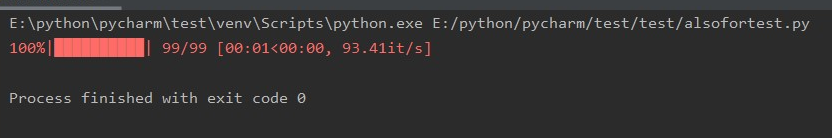 E:\python\pycharm\test\venv\Scripts\python.exe E:/python/pycharm/test/test/alsofortest.py
100%|██████████| 99/99 [00:01<00:00, 93.41it/s]
Process finished with exit code 0